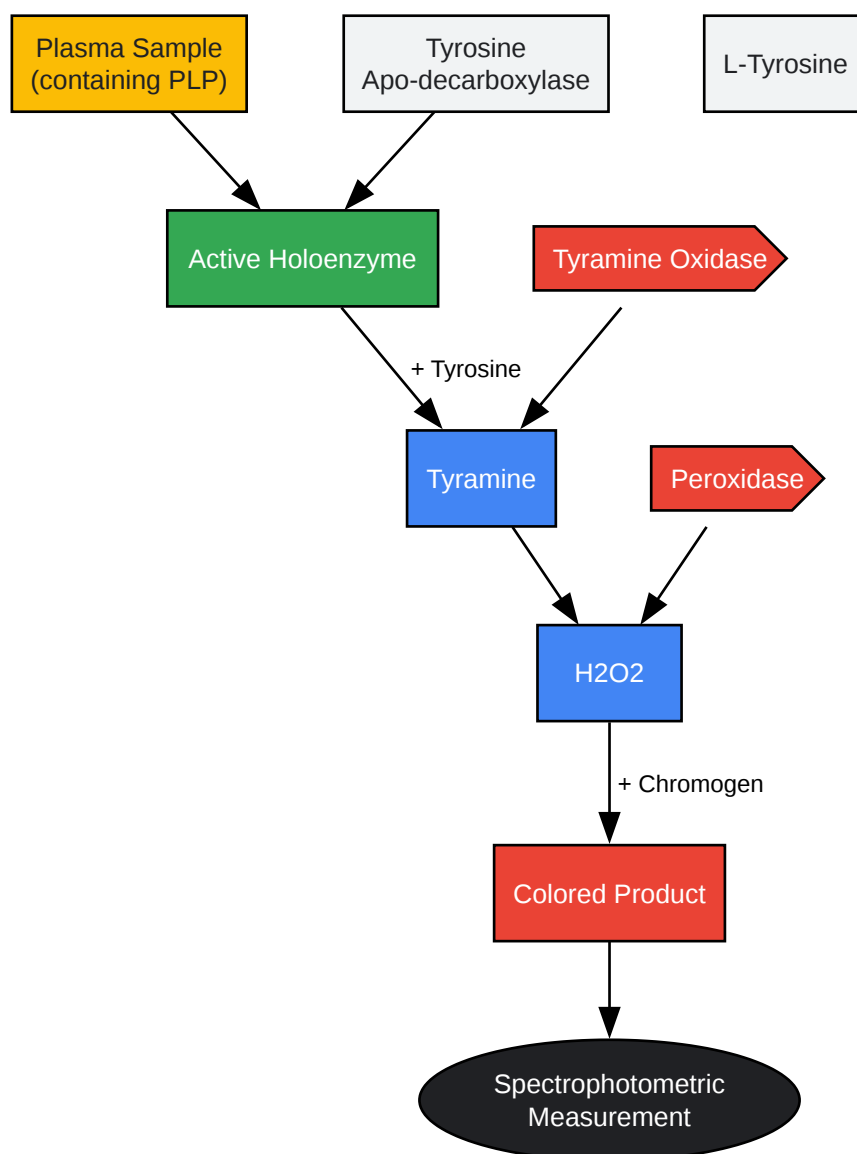 Plasma Sample
(containing PLP)
Tyrosine
Apo-decarboxylase
L-Tyrosine
Active Holoenzyme
Tyramine Oxidase
+ Tyrosine
Tyramine
Peroxidase
H2O2
+ Chromogen
Colored Product
Spectrophotometric
Measurement